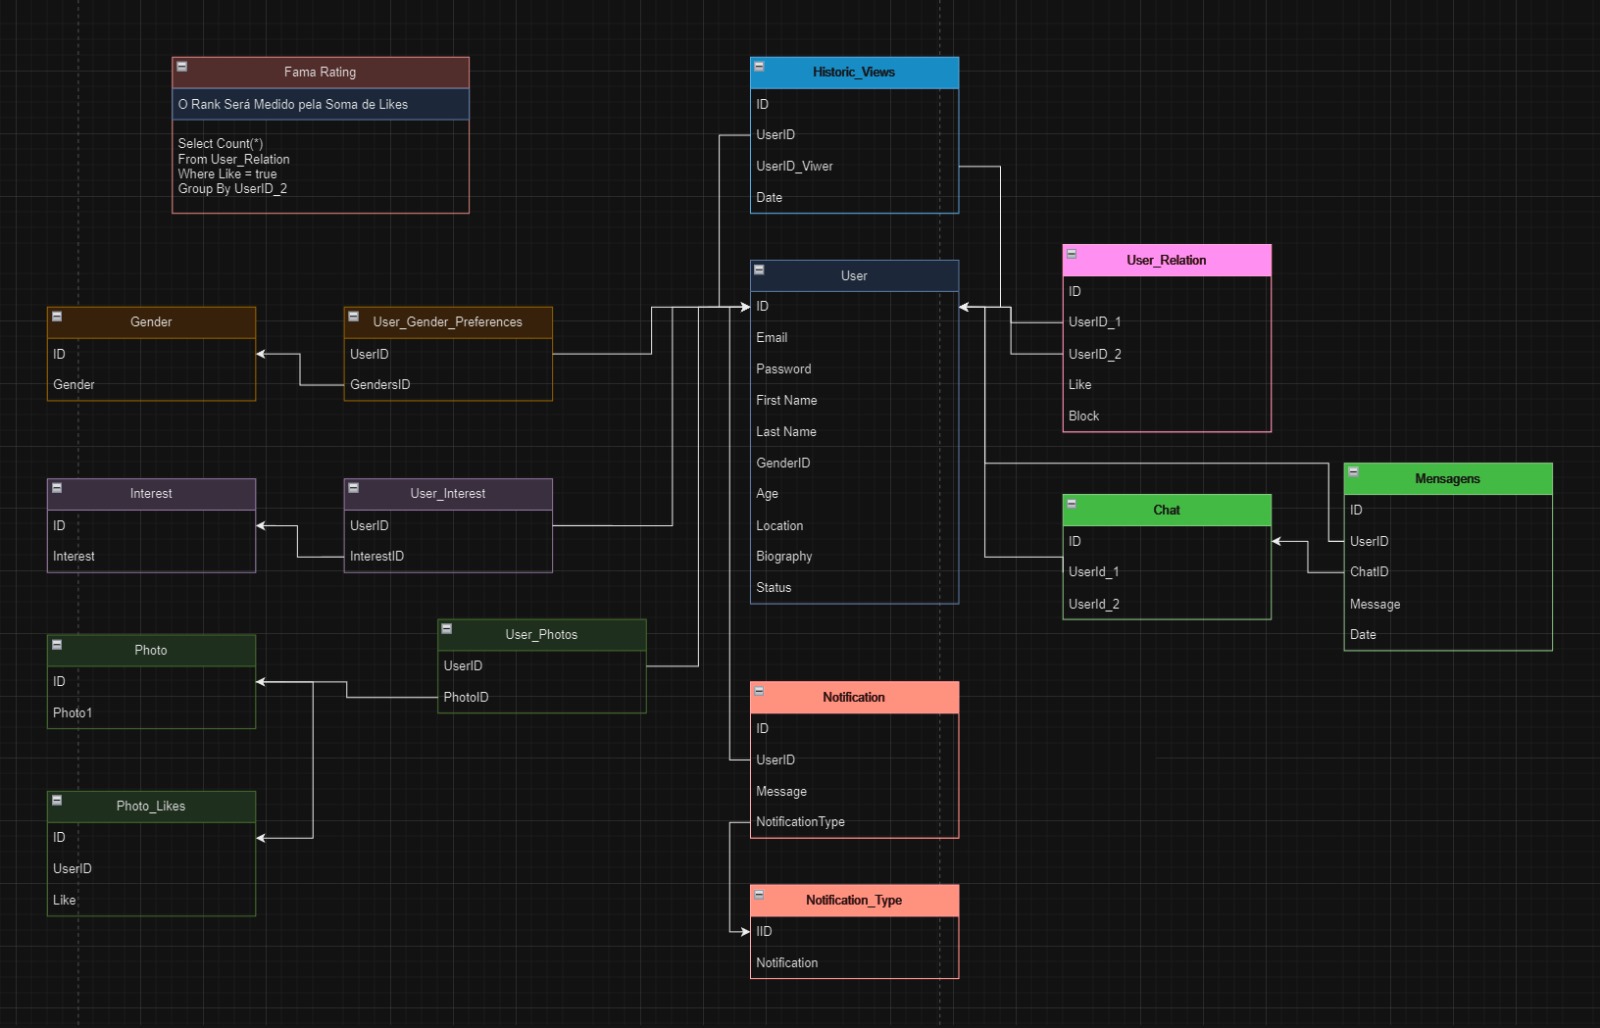 Fama Rating
O Rank Será Medido pela Soma de Likes
Select Count(*)
From User_Relation
Where Like = true
Group By UserID_2
Historic_Views
ID
UserID
UserID_Viwer
Date
User
ID
Email
Password
First Name
Last Name
GenderID
Age
Location
Biography
Status
User_Relation
ID
UserID_1
UserID_2
Like
Block
Gender
ID
Gender
User_Gender_Preferences
UserID
GendersID
Interest
ID
Interest
User_Interest
UserID
InterestID
Chat
ID
UserId_1
UserId_2
Mensagens
ID
UserID
ChatID
Message
Date
Photo
ID
Photo1
User_Photos
UserID
PhotoID
Photo_Likes
ID
UserID
Like
Notification
ID
UserID
Message
NotificationType
Notification_Type
IID
Notification